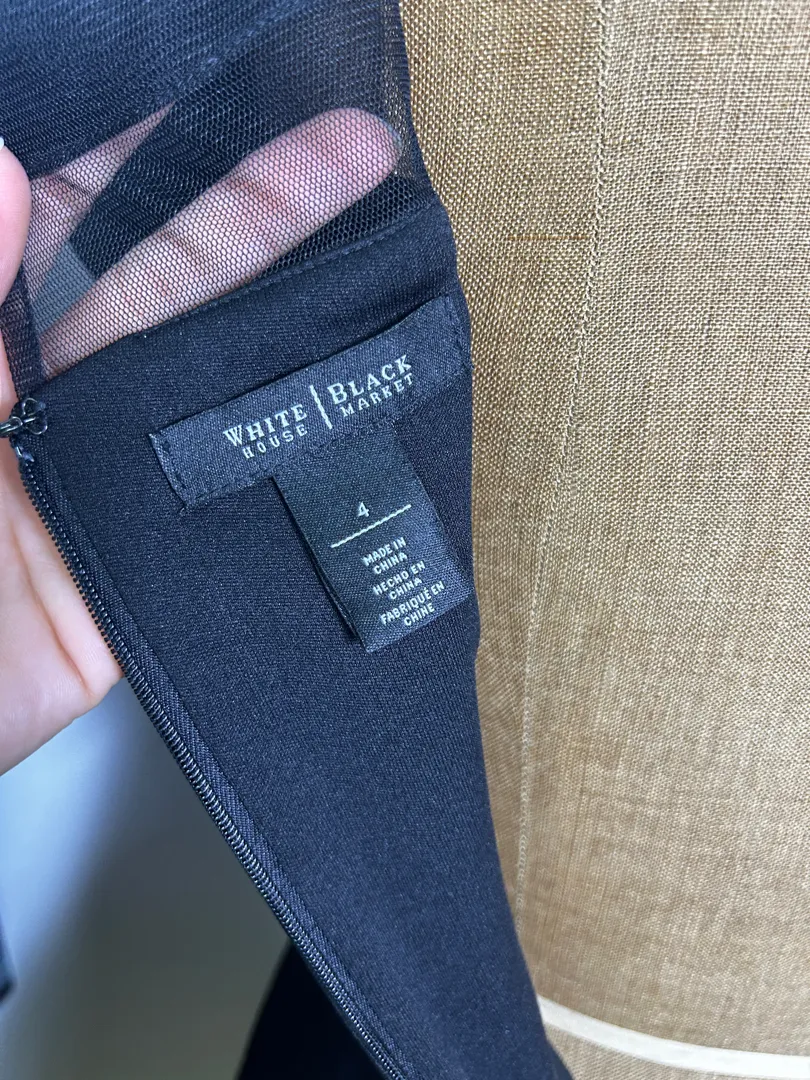 WHITE | BLACK
HOUSE | MARKET
4
MADE IN
CHINA
HECHO EN
CHINA
FABRIQUÉ EN
CHINE